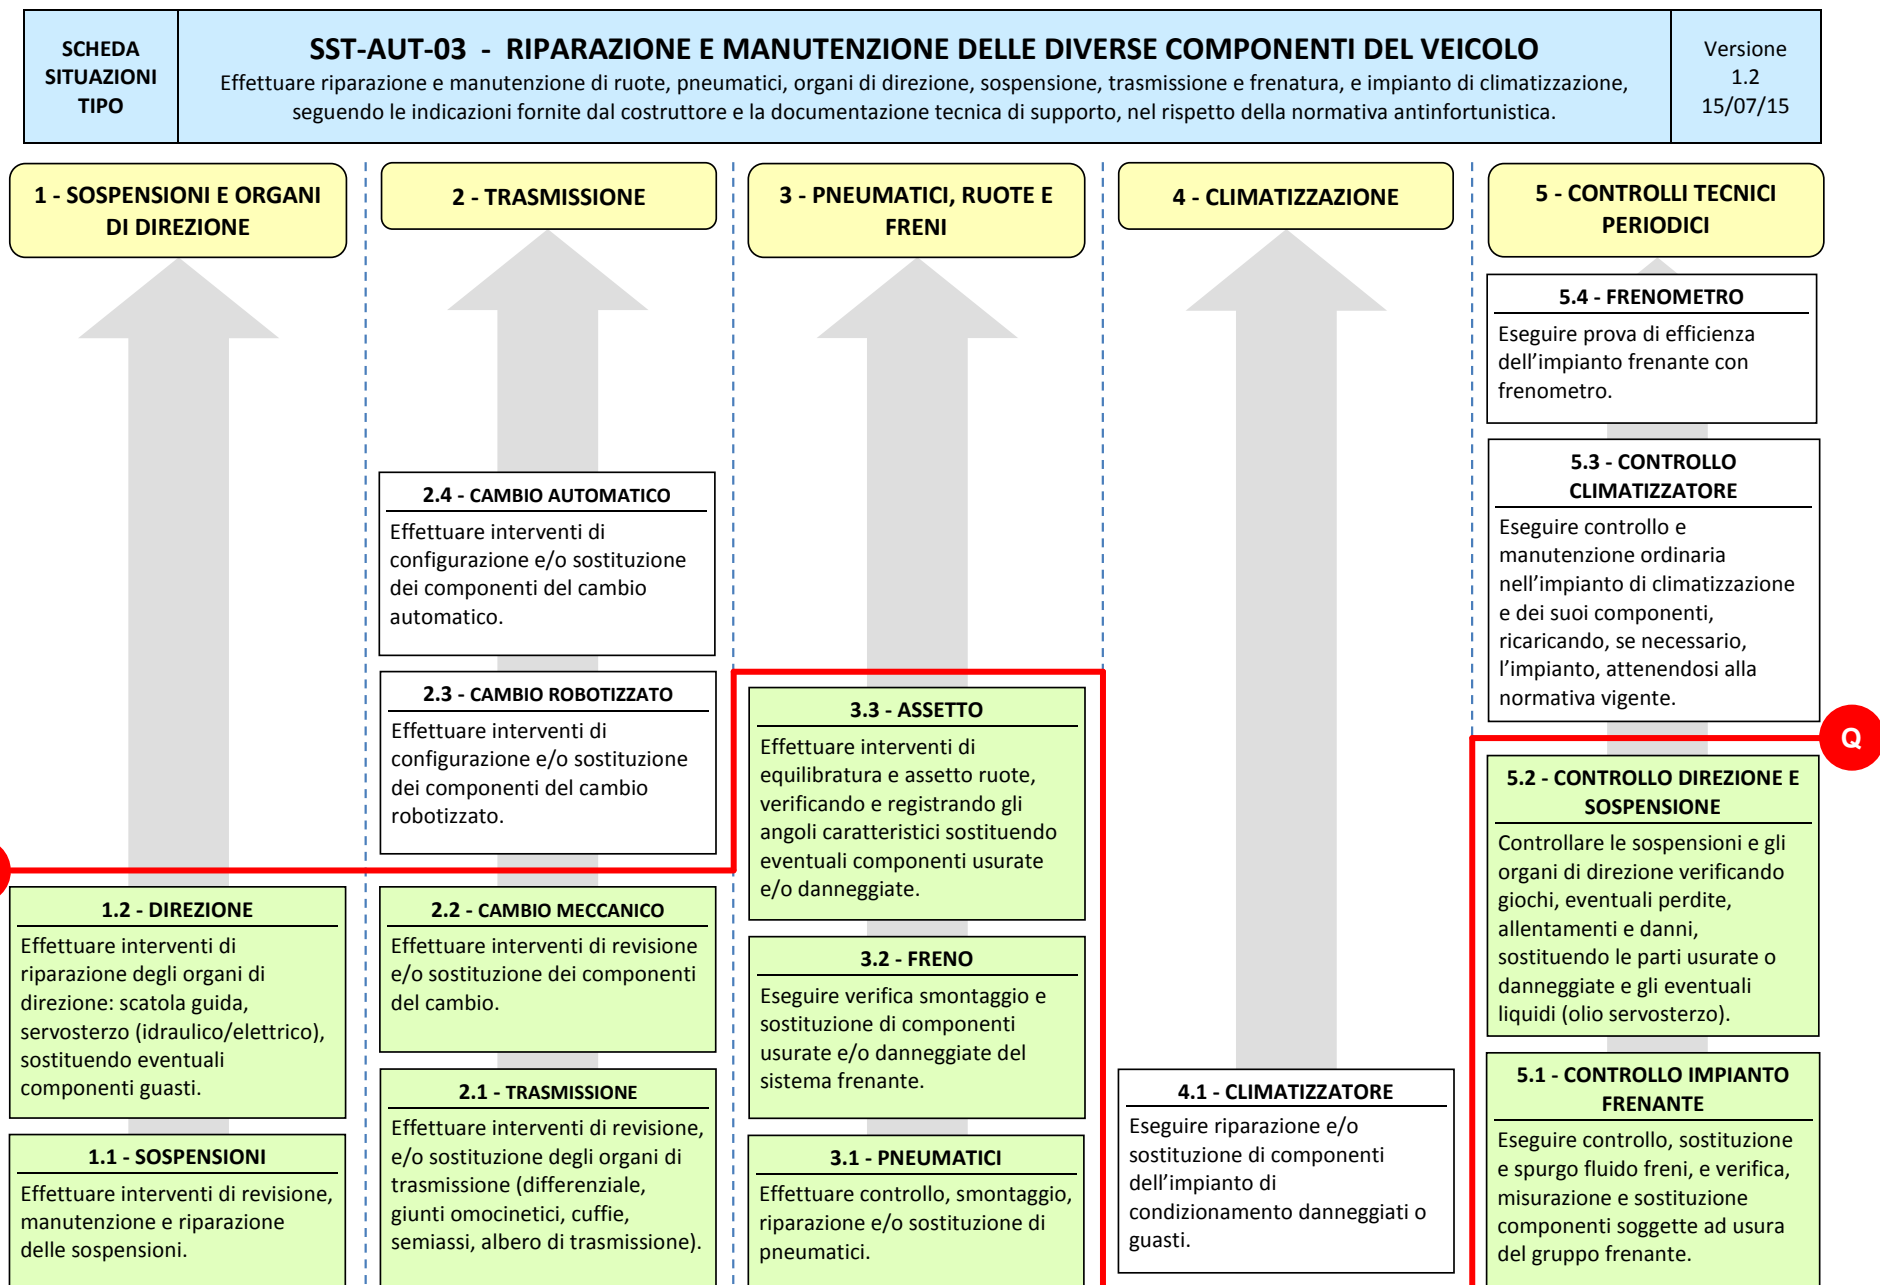 SCHEDA
SITUAZIONI
TIPO
SST-AUT-03 - RIPARAZIONE E MANUTENZIONE DELLE DIVERSE COMPONENTI DEL VEICOLO
Effettuare riparazione e manutenzione di ruote, pneumatici, organi di direzione, sospensione, trasmissione e frenatura, e impianto di climatizzazione,
seguendo le indicazioni fornite dal costruttore e la documentazione tecnica di supporto, nel rispetto della normativa antinfortunistica.
Versione
1.2
15/07/15
1 - SOSPENSIONI E ORGANI
DI DIREZIONE
1.2 - DIREZIONE
Effettuare interventi di
riparazione degli organi di
direzione: scatola guida,
servosterzo (idraulico/elettrico),
sostituendo eventuali
componenti guasti.
1.1 - SOSPENSIONI
Effettuare interventi di revisione,
manutenzione e riparazione
delle sospensioni.
2 - TRASMISSIONE
2.4 - CAMBIO AUTOMATICO
Effettuare interventi di
configurazione e/o sostituzione
dei componenti del cambio
automatico.
2.3 - CAMBIO ROBOTIZZATO
Effettuare interventi di
configurazione e/o sostituzione
dei componenti del cambio
robotizzato.
2.2 - CAMBIO MECCANICO
Effettuare interventi di revisione
e/o sostituzione dei componenti
del cambio.
2.1 - TRASMISSIONE
Effettuare interventi di revisione,
e/o sostituzione degli organi di
trasmissione (differenziale,
giunti omocinetici, cuffie,
semiassi, albero di trasmissione).
3 - PNEUMATICI, RUOTE E
FRENI
3.3 - ASSETTO
Effettuare interventi di
equilibratura e assetto ruote,
verificando e registrando gli
angoli caratteristici sostituendo
eventuali componenti usurate
e/o danneggiate.
3.2 - FRENO
Eseguire verifica smontaggio e
sostituzione di componenti
usurate e/o danneggiate del
sistema frenante.
3.1 - PNEUMATICI
Effettuare controllo, smontaggio,
riparazione e/o sostituzione di
pneumatici.
4 - CLIMATIZZAZIONE
4.1 - CLIMATIZZATORE
Eseguire riparazione e/o
sostituzione di componenti
dell'impianto di
condizionamento danneggiati o
guasti.
5 - CONTROLLI TECNICI
PERIODICI
5.4 - FRENOMETRO
Eseguire prova di efficienza
dell'impianto frenante con
frenometro.
5.3 - CONTROLLO
CLIMATIZZATORE
Eseguire controllo e
manutenzione ordinaria
nell'impianto di climatizzazione
e dei suoi componenti,
ricaricando, se necessario,
l'impianto, attenendosi alla
normativa vigente.
Q
5.2 - CONTROLLO DIREZIONE E
SOSPENSIONE
Controllare le sospensioni e gli
organi di direzione verificando
giochi, eventuali perdite,
allentamenti e danni,
sostituendo le parti usurate o
danneggiate e gli eventuali
liquidi (olio servosterzo).
5.1 - CONTROLLO IMPIANTO
FRENANTE
Eseguire controllo, sostituzione
e spurgo fluido freni, e verifica,
misurazione e sostituzione
componenti soggette ad usura
del gruppo frenante.